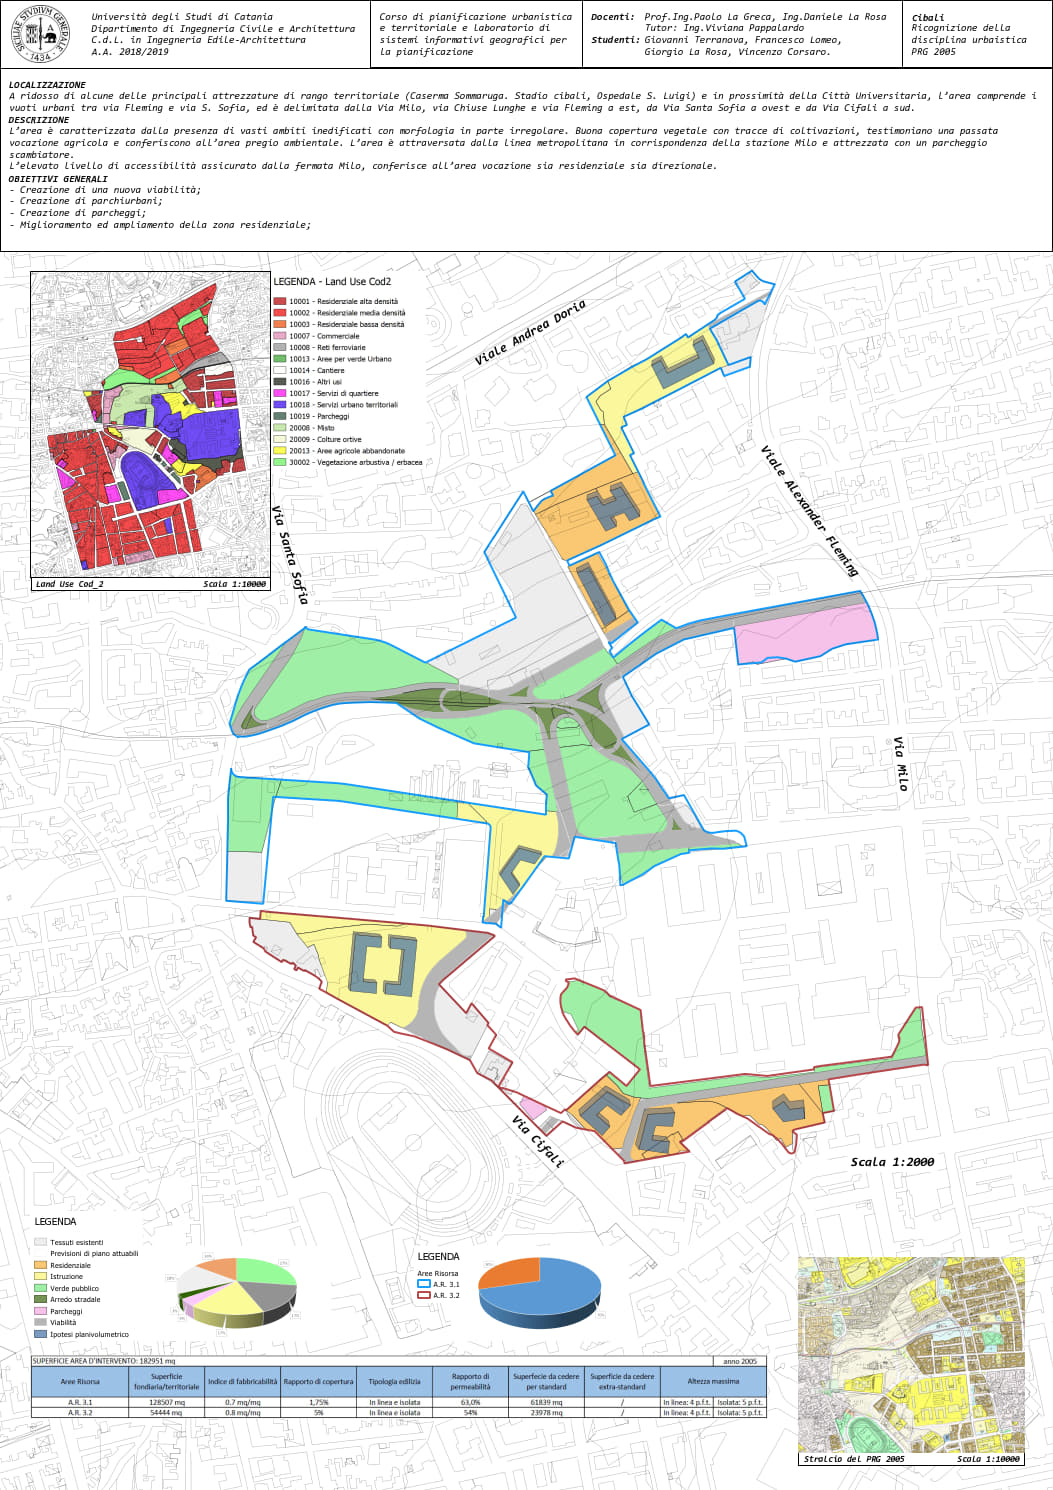 Università degli Studi di Catania
Dipartimento di Ingegneria Civile e Architettura
C.d.L. in Ingegneria Edile-Architettura
A.A. 2018/2019
Corso di pianificazione urbanistica
e territoriale e laboratorio di
sistemi informativi geografici per
la pianificazione
Docenti: Prof.Ing.Paolo La Greca, Ing.Daniele La Rosa
Tutor: Ing.Viviana Pappalardo
Studenti: Giovanni Terranova, Francesco Lomeo,
Giorgio La Rosa, Vincenzo Corsaro.
Cibali
Ricognizione della
disciplina urbaistica
PRG 2005
LOCALIZZAZIONE
A ridosso di alcune delle principali attrezzature di rango territoriale (Caserma Sommaruga. Stadio cibali, Ospedale S. Luigi) e in prossimità della Città Universitaria, l'area comprende i
vuoti urbani tra via Fleming e via S. Sofia, ed è delimitata dalla Via Milo, via Chiuse Lunghe e via Fleming a est, da Via Santa Sofia a ovest e da Via Cifali a sud.
DESCRIZIONE
L'area è caratterizzata dalla presenza di vasti ambiti inedificati con morfologia in parte irregolare. Buona copertura vegetale con tracce di coltivazioni, testimoniano una passata
vocazione agricola e conferiscono all'area pregio ambientale. L'area è attraversata dalla linea metropolitana in corrispondenza della stazione Milo e attrezzata con un parcheggio
scambiatore.
L'elevato livello di accessibilità assicurato dalla fermata Milo, conferisce all'area vocazione sia residenziale sia direzionale.
OBIETTIVI GENERALI
- Creazione di una nuova viabilità;
- Creazione di parchiurbani;
- Creazione di parcheggi;
- Miglioramento ed ampliamento della zona residenziale;
LEGENDA - Land Use Cod2
10001 - Residenziale alta densità
10002 - Residenziale media densità
10003 - Residenziale bassa densità
10007 - Commerciale
10008 - Reti ferroviarie
10013 - Aree per verde Urbano
10014 - Cantiere
10016 - Altri usi
10017 - Servizi di quartiere
10018 - Servizi urbano territoriali
10019 - Parcheggi
20008 - Misto
20009 - Colture ortive
20013 - Aree agricole abbandonate
30002 - Vegetazione arbustiva / erbacea
Land Use Cod_2 Scala 1:10000
Viale Andrea Doria
Viale Alexander Fleming
Via Santa Sofia
Via Milo
Via Cifali
Scala 1:2000
LEGENDA
Tessuti esistenti
Previsioni di piano attuabili
Residenziale
Istruzione
Verde pubblico
Arredo stradale
Parcheggi
Viabilità
Ipotesi planivolumetrico
LEGENDA
Aree Risorsa
A.R. 3.1
A.R. 3.2
SUPERFICIE AREA D'INTERVENTO: 182951 mq anno 2005
Aree Risorsa | Superficie fondiaria/territoriale | Indice di fabbricabilità | Rapporto di copertura | Tipologia edilizia | Rapporto di permeabilità | Superfecie da cedere per standard | Superficie da cedere extra-standard | Altezza massima
A.R. 3.1 | 128507 mq | 0.7 mq/mq | 1,75% | In linea e isolata | 63,0% | 61839 mq | / | In linea: 4 p.f.t. | Isolata: 5 p.f.t.
A.R. 3.2 | 54444 mq | 0.8 mq/mq | 5% | In linea e isolata | 54% | 23978 mq | / | In linea: 4 p.f.t. | Isolata: 5 p.f.t.
Stralcio del PRG 2005 Scala 1:10000